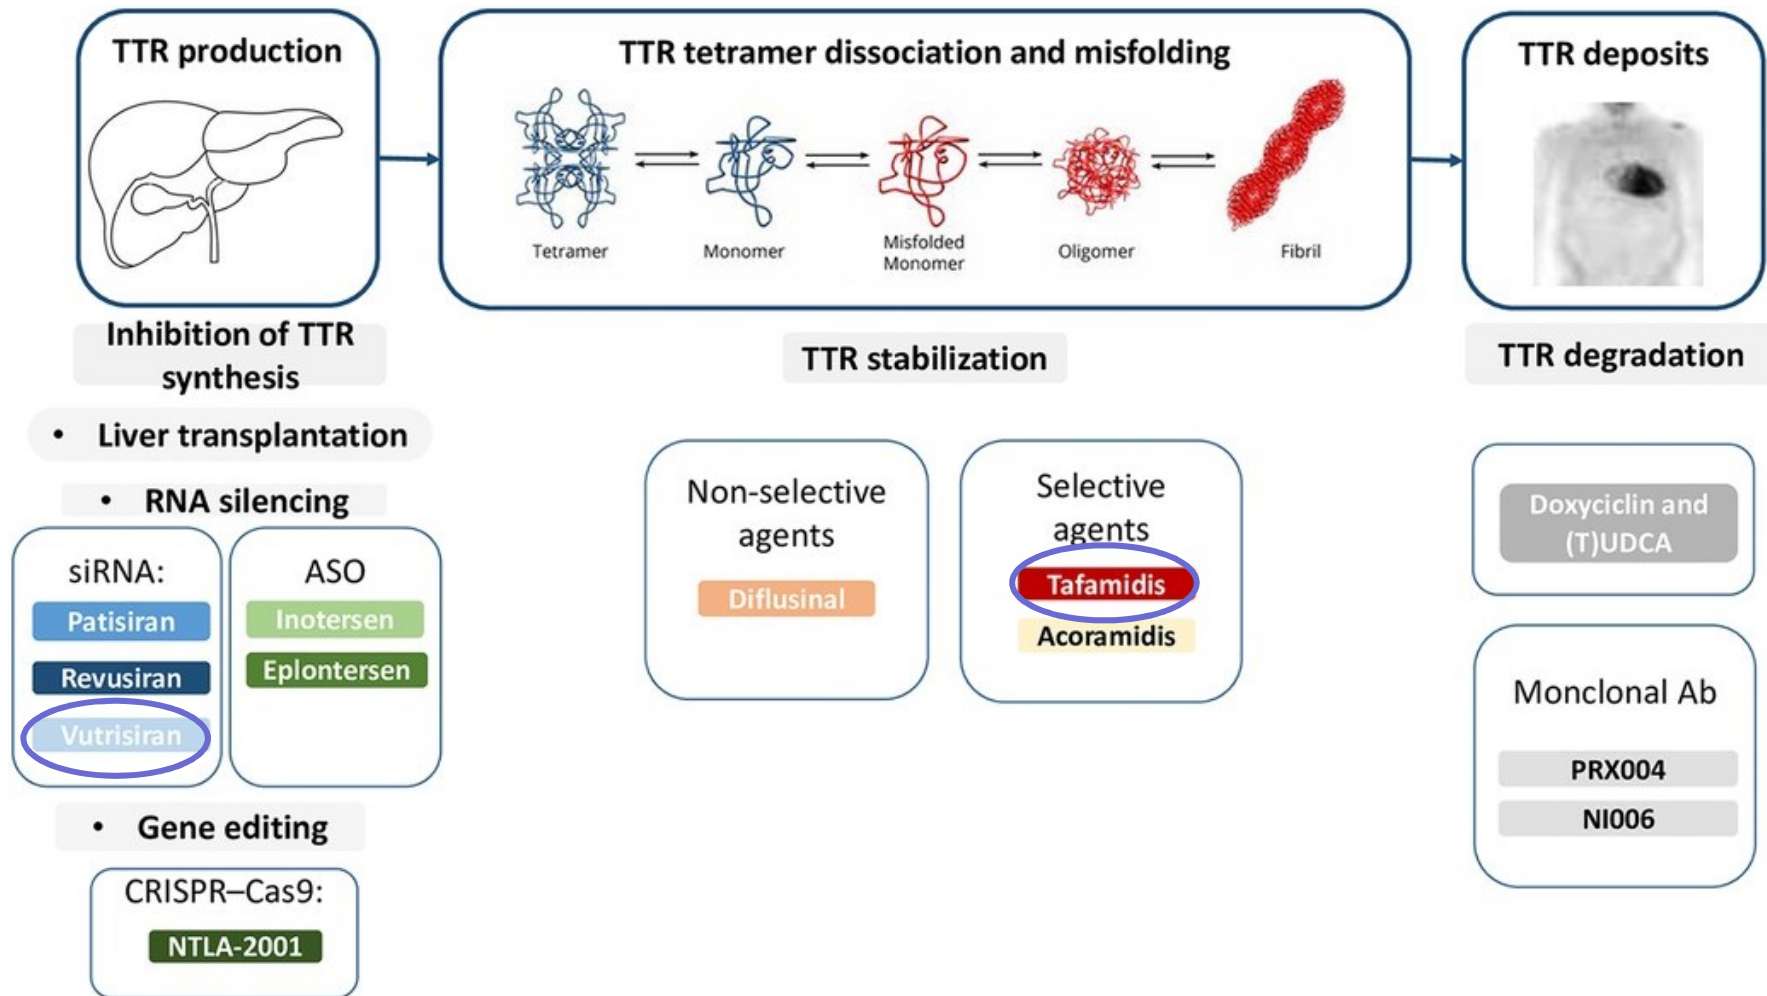 TTR production
TTR tetramer dissociation and misfolding
TTR deposits
Tetramer
Monomer
Misfolded
Monomer
Oligomer
Fibril
Inhibition of TTR
synthesis
• Liver transplantation
• RNA silencing
siRNA:
Patisiran
Revusiran
Vutrisiran
ASO
Inotersen
Eplontersen
• Gene editing
CRISPR–Cas9:
NTLA-2001
TTR stabilization
Non-selective
agents
Diflusinal
Selective
agents
Tafamidis
Acoramidis
TTR degradation
Doxyciclin and
(T)UDCA
Monclonal Ab
PRX004
NI006